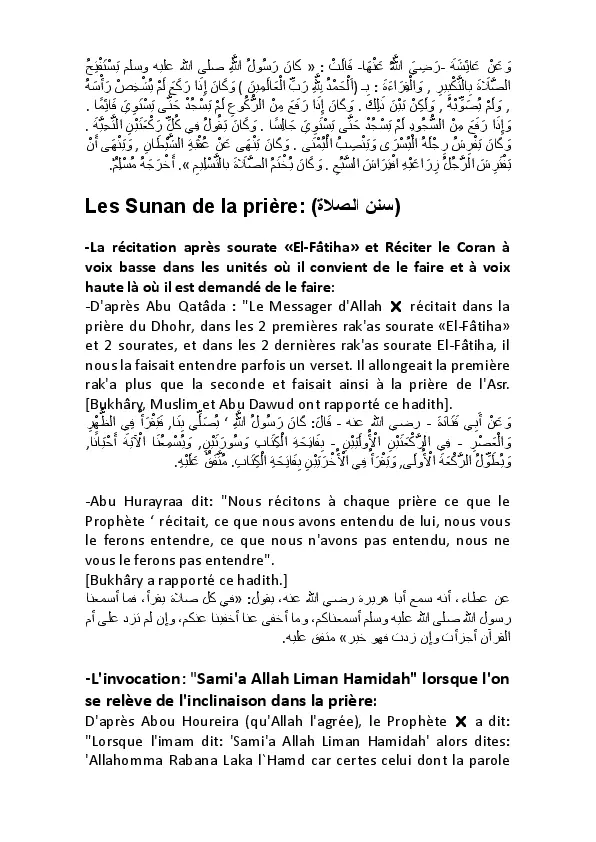 وَعَنْ عَائِشَةَ -رَضِيَ اللَّهُ عَنْهَا- قَالَتْ : « كَانَ رَسُولُ اللَّهِ صلى الله عليه وسلم يَسْتَفْتِحُ
الصَّلَاةَ بِالتَّكْبِيرِ , وَالْقِرَاءَةَ : بِـ (اَلْحَمْدُ لِلَّهِ رَبِّ الْعَالَمِينَ ) وَكَانَ إِذَا رَكَعَ لَمْ يُشْخِصْ رَأْسَهُ
, وَلَمْ يُصَوِّبْهُ , وَلَكِنْ بَيْنَ ذَلِكَ . وَكَانَ إِذَا رَفَعَ مِنْ الرُّكُوعِ لَمْ يَسْجُدْ حَتَّى يَسْتَوِيَ قَائِمًا .
وَإِذَا رَفَعَ مِنْ السُّجُودِ لَمْ يَسْجُدْ حَتَّى يَسْتَوِيَ جَالِسًا . وَكَانَ يَقُولُ فِي كُلِّ رَكْعَتَيْنِ التَّحِيَّةَ .
وَكَانَ يَفْرِشُ رِجْلَهُ الْيُسْرَى وَيَنْصِبُ الْيُمْنَى . وَكَانَ يَنْهَى عَنْ عُقْبَةِ الشَّيْطَانِ , وَيَنْهَى أَنْ
يَفْتَرِشَ الرَّجُلُ ذِرَاعَيْهِ افْتِرَاشَ السَّبُعِ . وَكَانَ يَخْتِمُ الصَّلَاةَ بِالتَّسْلِيمِ ». أَخْرَجَهُ مُسْلِمٌ.
Les Sunan de la prière: (سنن الصلاة)
-La récitation après sourate «El-Fâtiha» et Réciter le Coran à
voix basse dans les unités où il convient de le faire et à voix
haute là où il est demandé de le faire:
-D'après Abu Qatâda : "Le Messager d'Allah ✖ récitait dans la
prière du Dhohr, dans les 2 premières rak'as sourate «El-Fâtiha»
et 2 sourates, et dans les 2 dernières rak'as sourate El-Fâtiha, il
nous la faisait entendre parfois un verset. Il allongeait la première
rak'a plus que la seconde et faisait ainsi à la prière de l'Asr.
[Bukhâry, Muslim et Abu Dawud ont rapporté ce hadith].
وَعَنْ أَبِي قَتَادَةَ - رضي الله عنه - قَالَ: كَانَ رَسُولُ اللَّهِ ‘ يُصَلِّي بِنَا, فَيَقْرَأُ فِي الظُّهْرِ
وَالْعَصْرِ - فِي الرَّكْعَتَيْنِ الْأُولَيَيْنِ - بِفَاتِحَةِ الْكِتَابِ وَسُورَتَيْنِ, وَيُسْمِعُنَا الْآيَةَ أَحْيَانًا,
وَيُطَوِّلُ الرَّكْعَةَ الْأُولَى, وَيَقْرَأُ فِي الْأُخْرَيَيْنِ بِفَاتِحَةِ الْكِتَابِ. مُتَّفَقٌ عَلَيْهِ.
-Abu Hurayraa dit: "Nous récitons à chaque prière ce que le
Prophète ‘ récitait, ce que nous avons entendu de lui, nous vous
le ferons entendre, ce que nous n'avons pas entendu, nous ne
vous le ferons pas entendre".
[Bukhâry a rapporté ce hadith.]
عن عطاء، أنه سمع أبا هريرة رضي الله عنه، يقول: «في كل صلاة يقرأ، فما أسمعنا
رسول الله صلى الله عليه وسلم أسمعناكم، وما أخفى عنا أخفينا عنكم، وإن لم تزد على أم
القرآن أجزأت وإن زدت فهو خير» متفق عليه.
-L'invocation: "Sami'a Allah Liman Hamidah" lorsque l'on
se relève de l'inclinaison dans la prière:
D'après Abou Houreira (qu'Allah l'agrée), le Prophète ✖ a dit:
"Lorsque l'imam dit: 'Sami'a Allah Liman Hamidah' alors dites:
'Allahomma Rabana Laka l`Hamd car certes celui dont la parole